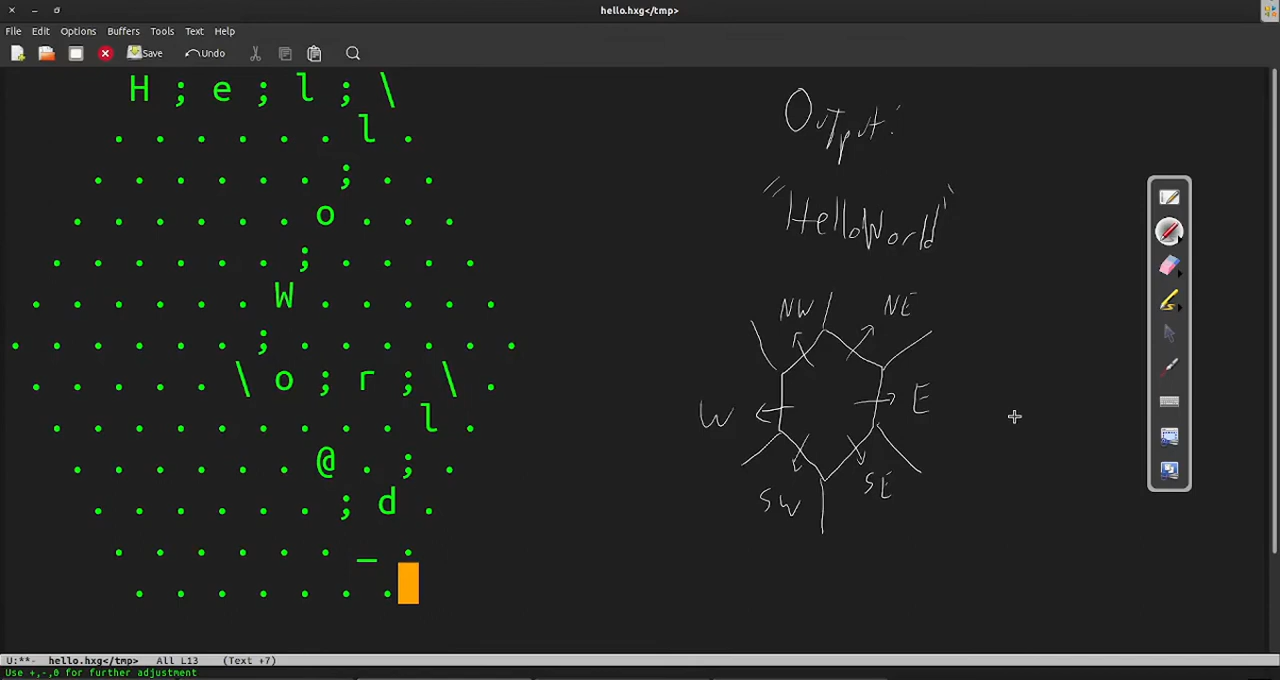 hello.hxg</tmp>
File Edit Options Buffers Tools Text Help
Save Undo
H ; e ; l ; \
. . . . . . l .
. . . . . . ; . .
. . . . . . o . . .
. . . . . . ; . . . .
. . . . . . W . . . . .
. . . . . . ; . . . . . .
. . . . . \ o ; r ; \ .
. . . . . . . . . l .
. . . . . . @ . ; .
. . . . . . ; d .
. . . . . . _ .
. . . . . . .
Output:
"HelloWorld"
NW NE
W E
SW SE
U:**- hello.hxg</tmp> All L13 (Text +7)
Use +,-,0 for further adjustment